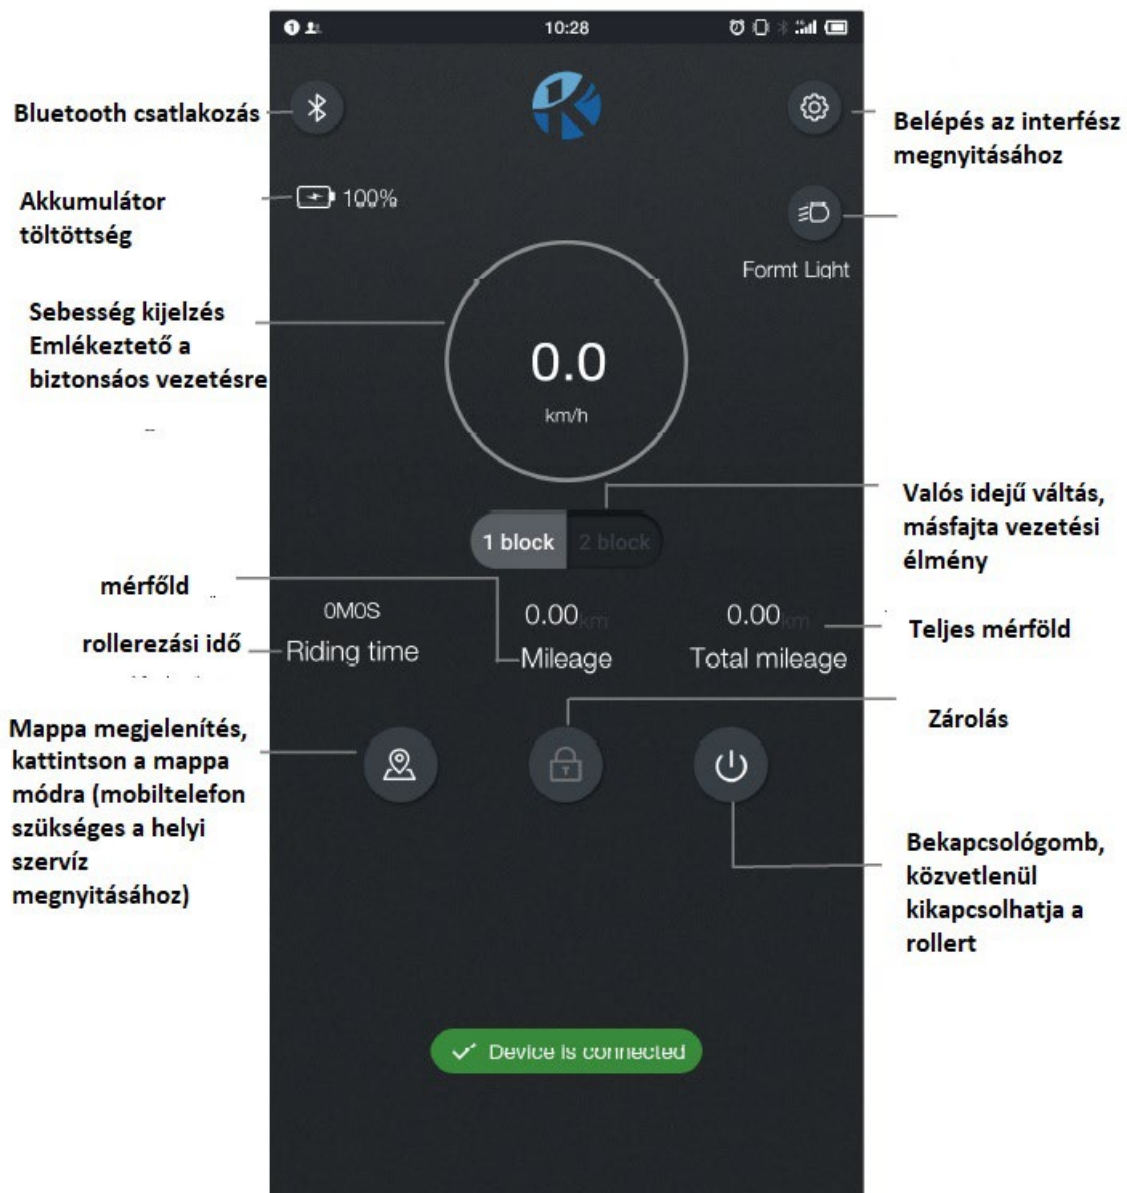 10:28
Bluetooth csatlakozás
Belépés az interfész
megnyitásához
Akkumulátor
töltöttség
100%
Formt Light
Sebesség kijelzés
Emlékeztető a
biztonsáos vezetésre
0.0
km/h
Valós idejű váltás,
másfajta vezetési
élmény
1 block
2 block
mérfőld
0M0S
0.00 km
0.00 km
rollerezási idő
Riding time
Mileage
Total mileage
Teljes mérföld
Zárolás
Mappa megjelenítés,
kattintson a mappa
módra (mobiltelefon
szükséges a helyi
szervíz
megnyitásához)
Bekapcsológomb,
közvetlenül
kikapcsolhatja a
rollert
Device is connected